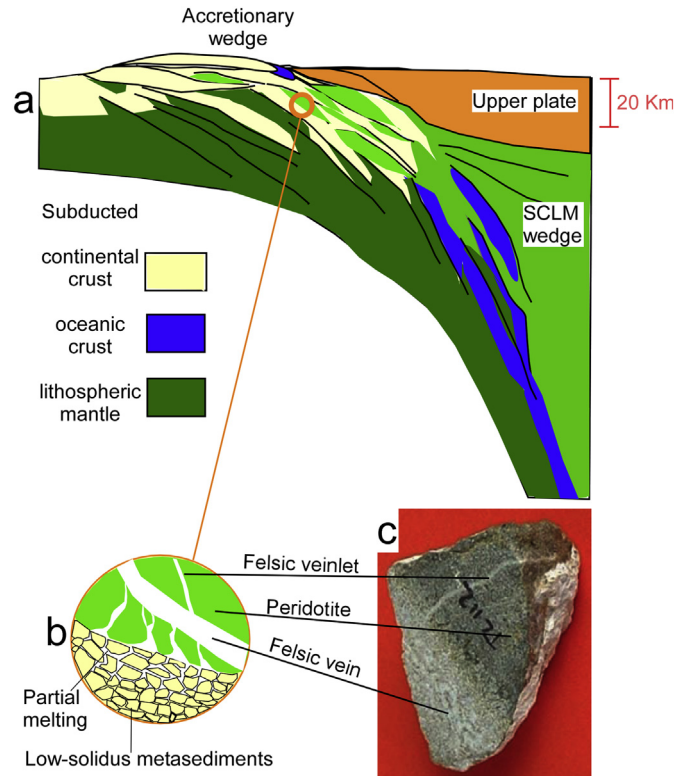 Accretionary
wedge
a
Upper plate
20 Km
SCLM
wedge
Subducted
continental
crust
oceanic
crust
lithospheric
mantle
c
Felsic veinlet
Peridotite
b
Felsic vein
Partial
melting
Low-solidus metasediments